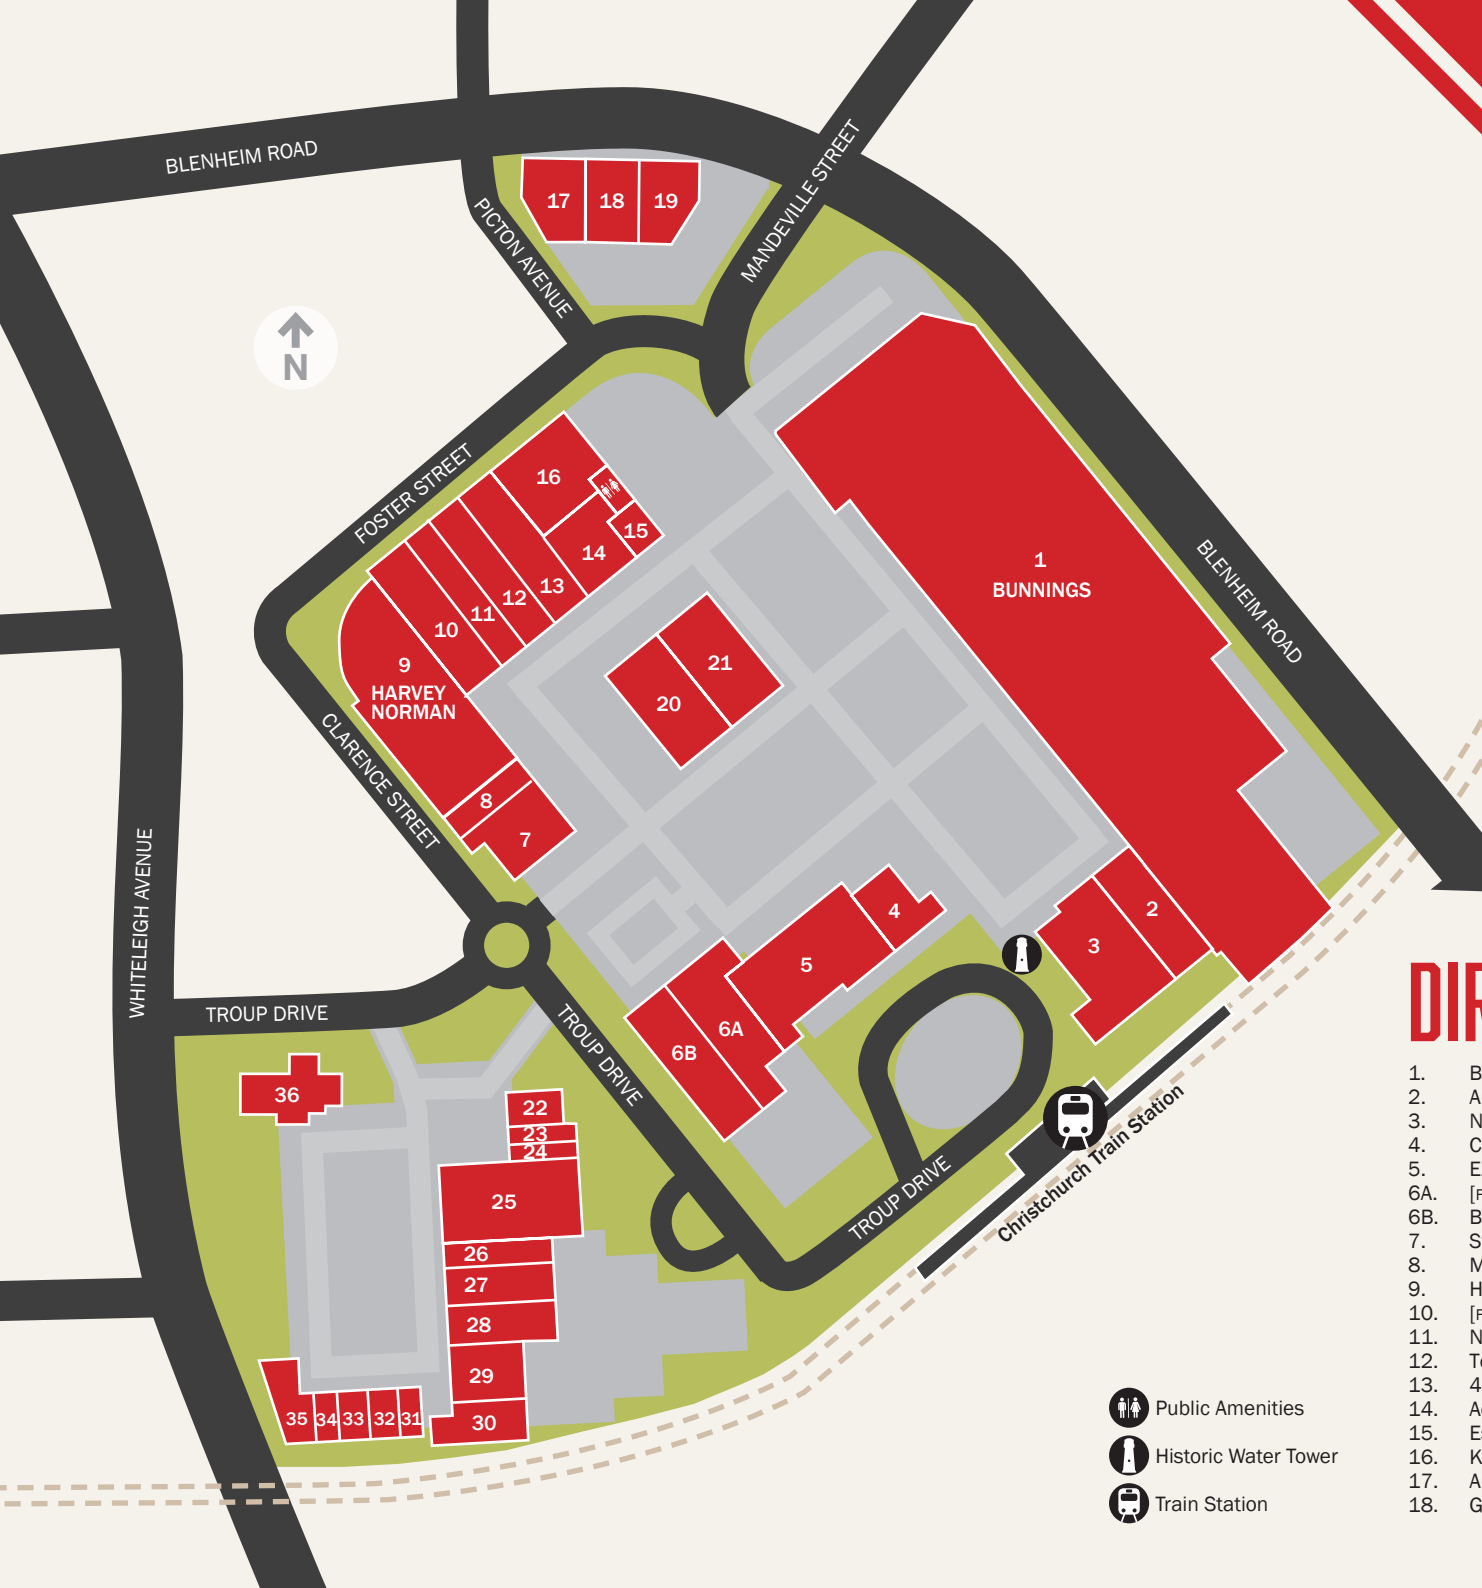 BLENHEIM ROAD
MANDEVILLE STREET
PICTON AVENUE
17
18
19
N
FOSTER STREET
16
15
14
13
12
11
10
9
HARVEY
NORMAN
1
BUNNINGS
BLENHEIM ROAD
21
20
CLARENCE STREET
8
7
WHITELEIGH AVENUE
4
2
3
5
6A
6B
TROUP DRIVE
TROUP DRIVE
TROUP DRIVE
Christchurch Train Station
36
22
23
24
25
26
27
28
29
30
35
34
33
32
31
Public Amenities
Historic Water Tower
Train Station
DIR
1. B
2. A
3. N
4. C
5. E
6A. [F
6B. B
7. S
8. M
9. H
10. [F
11. N
12. To
13. 4
14. A
15. E
16. K
17. A
18. G